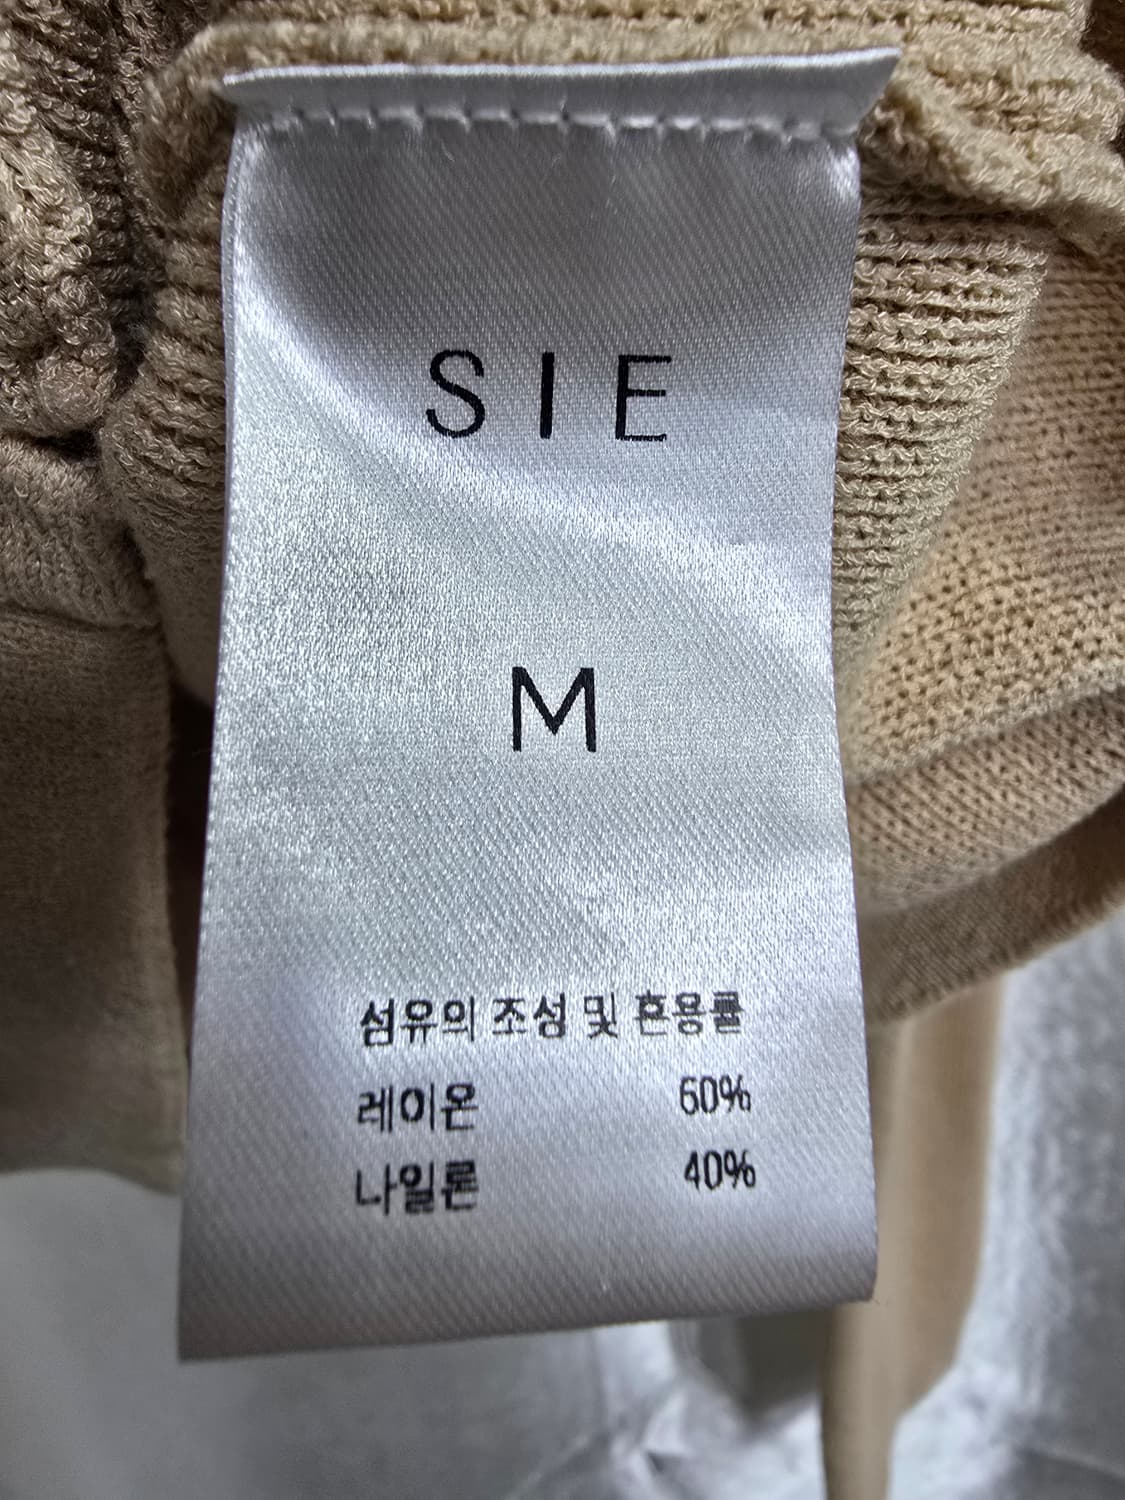 SIE
M
섬유의 조성 및 혼용률
레이온 60%
나일론 40%